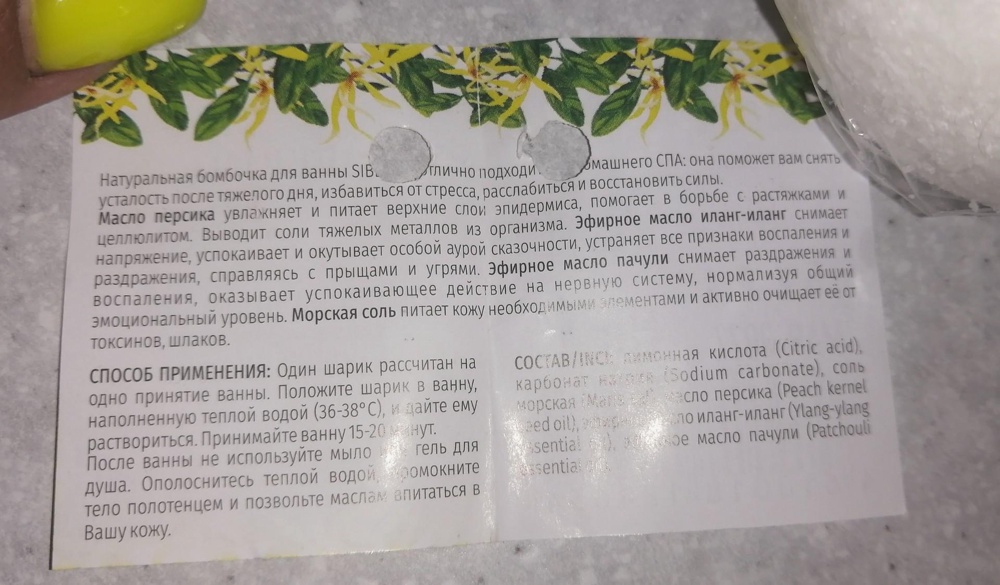 Натуральная бомбочка для ванны SIB отлично подходи омашнего СПА: она поможет вам снять
усталость после тяжелого дня, избавиться от стресса, расслабиться и восстановить силы.
Масло персика увлажняет и питает верхние слои эпидермиса, помогает в борьбе с растяжками и
целлюлитом. Выводит соли тяжелых металлов из организма. Эфирное масло иланг-иланг снимает
напряжение, успокаивает и окутывает особой аурой сказочности, устраняет все признаки воспаления и
раздражения, справляясь с прыщами и угрями. Эфирное масло пачули снимает раздражения и
воспаления, оказывает успокаивающее действие на нервную систему, нормализуя общий
эмоциональный уровень. Морская соль питает кожу необходимыми элементами и активно очищает её от
токсинов, шлаков.
СПОСОБ ПРИМЕНЕНИЯ: Один шарик рассчитан на
одно принятие ванны. Положите шарик в ванну,
наполненную теплой водой (36-38°C), и дайте ему
раствориться. Принимайте ванну 15-20 минут.
После ванны не используйте мыло гель для
душа. Ополоснитесь теплой водой, промокните
тело полотенцем и позвольте маслам впитаться в
Вашу кожу.
СОСТАВ/INCI: лимонная кислота (Citric acid),
карбонат натрия (Sodium carbonate), соль
морская масло персика (Peach kernel
seed oil), иланг-иланг (Ylang-ylang
essential масло пачули (Patchouli
essential